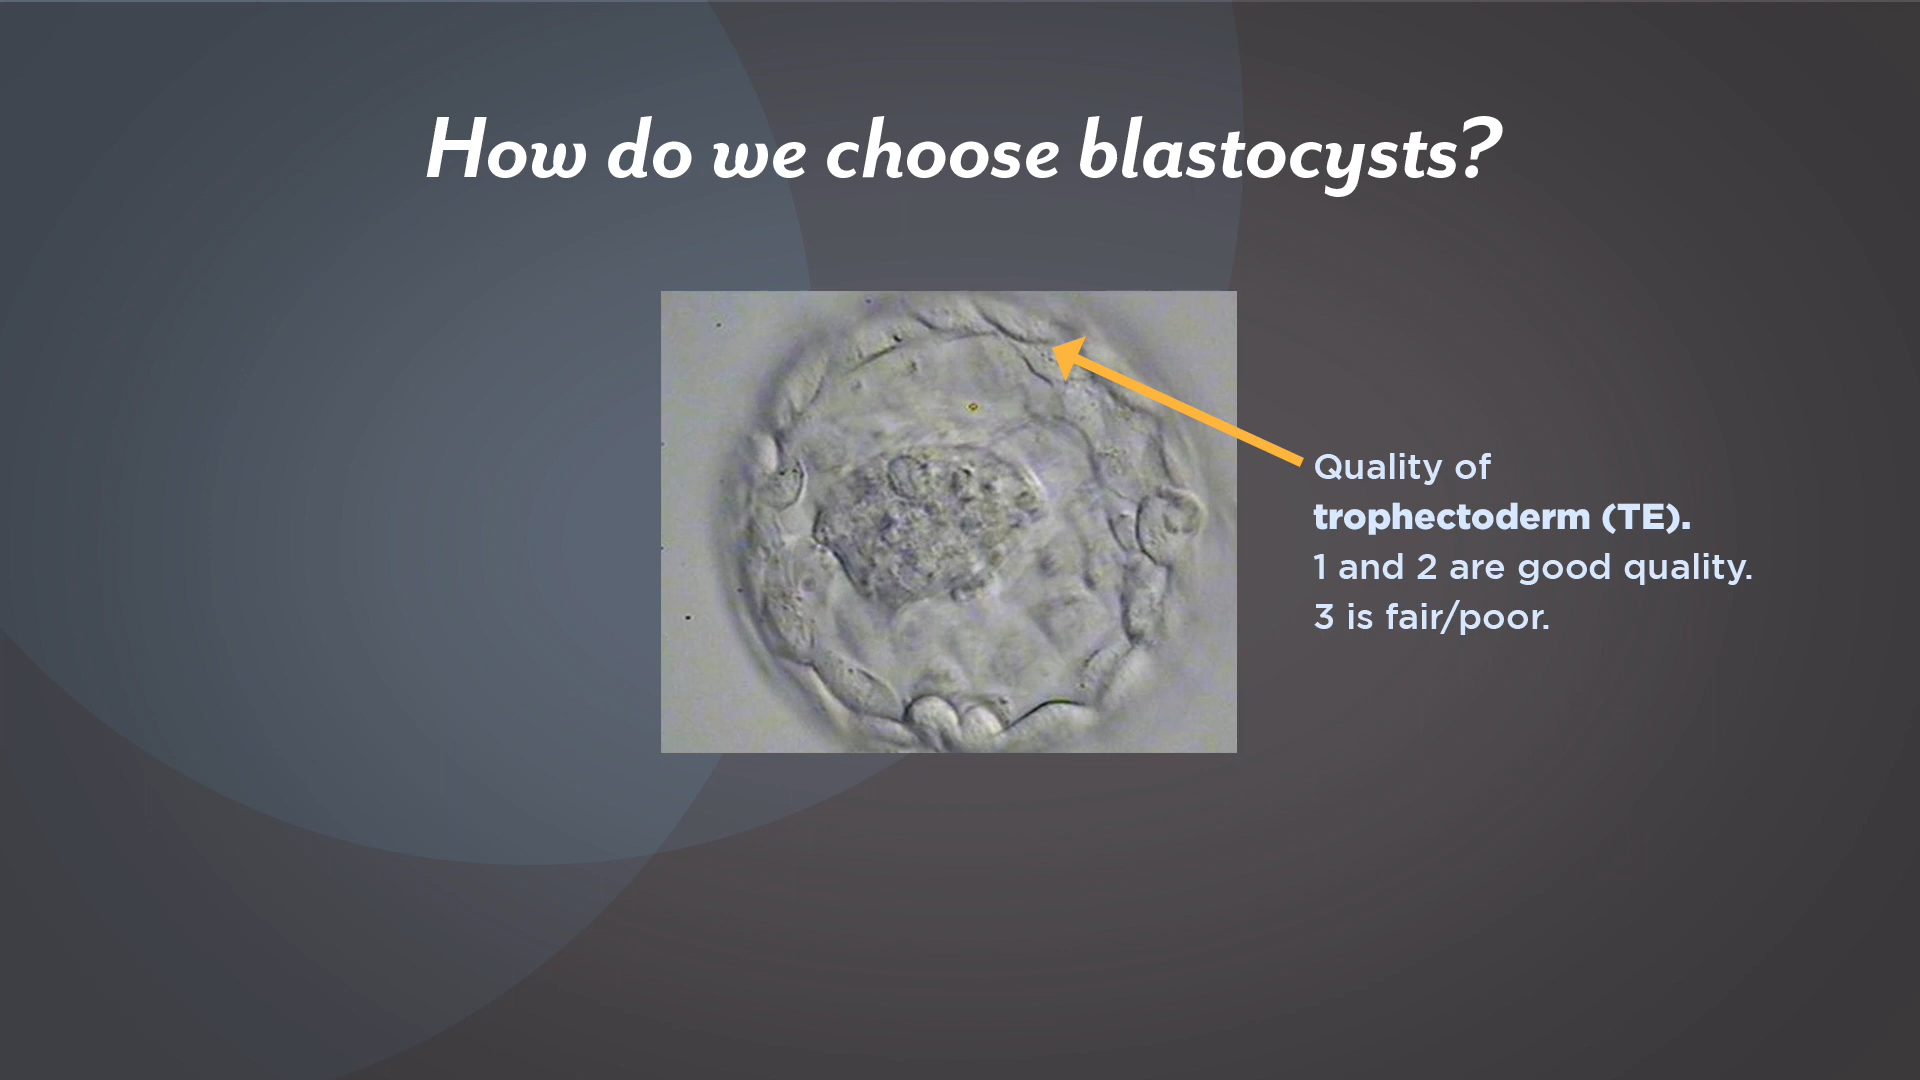 How do we choose blastocysts?
Quality of
trophectoderm (TE).
1 and 2 are good quality.
3 is fair/poor.